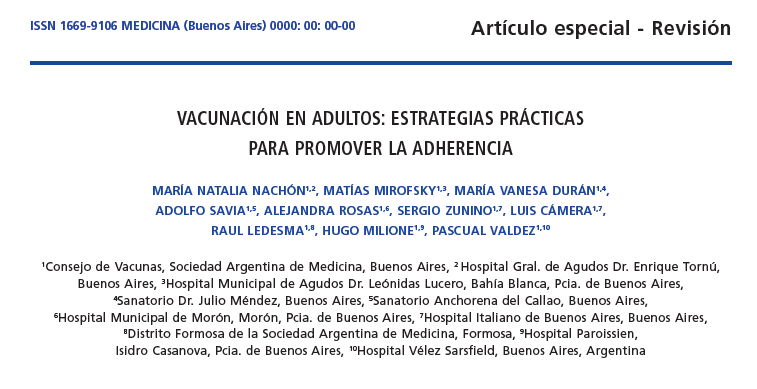 ISSN 1669-9106 MEDICINA (Buenos Aires) 0000: 00: 00-00
Artículo especial - Revisión
VACUNACIÓN EN ADULTOS: ESTRATEGIAS PRÁCTICAS
PARA PROMOVER LA ADHERENCIA
MARÍA NATALIA NACHÓN¹,², MATÍAS MIROFSKY¹,³, MARÍA VANESA DURÁN¹,⁴,
ADOLFO SAVIA¹,⁵, ALEJANDRA ROSAS¹,⁶, SERGIO ZUNINO¹,⁷, LUIS CÁMERA¹,⁷,
RAUL LEDESMA¹,⁸, HUGO MILIONE¹,⁹, PASCUAL VALDEZ¹,¹⁰
¹Consejo de Vacunas, Sociedad Argentina de Medicina, Buenos Aires, ² Hospital Gral. de Agudos Dr. Enrique Tornú,
Buenos Aires, ³Hospital Municipal de Agudos Dr. Leónidas Lucero, Bahía Blanca, Pcia. de Buenos Aires,
⁴Sanatorio Dr. Julio Méndez, Buenos Aires, ⁵Sanatorio Anchorena del Callao, Buenos Aires,
⁶Hospital Municipal de Morón, Morón, Pcia. de Buenos Aires, ⁷Hospital Italiano de Buenos Aires, Buenos Aires,
⁸Distrito Formosa de la Sociedad Argentina de Medicina, Formosa, ⁹Hospital Paroissien,
Isidro Casanova, Pcia. de Buenos Aires, ¹⁰Hospital Vélez Sarsfield, Buenos Aires, Argentina